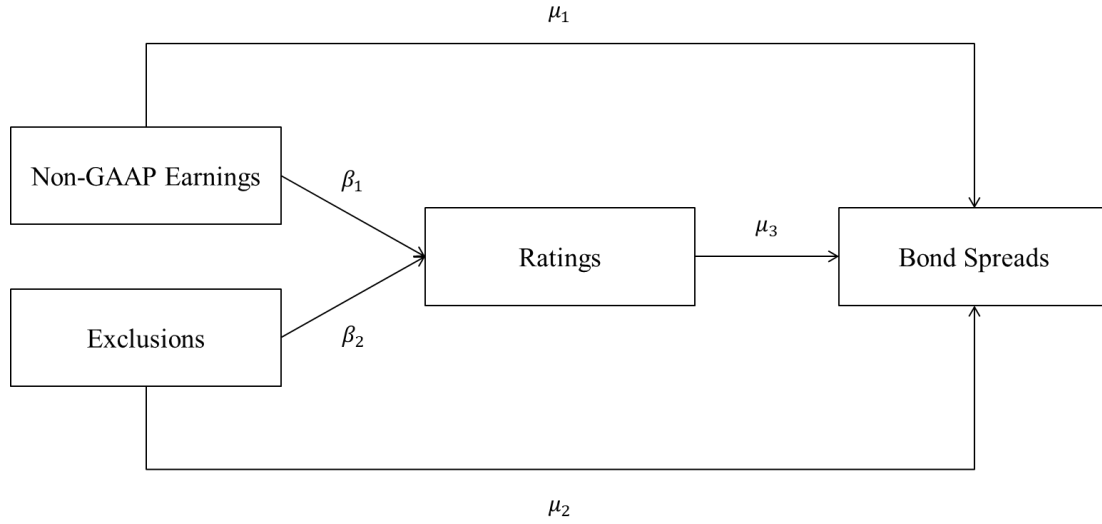 μ₁
Non-GAAP Earnings
β₁
Ratings
μ₃
Bond Spreads
Exclusions
β₂
μ₂